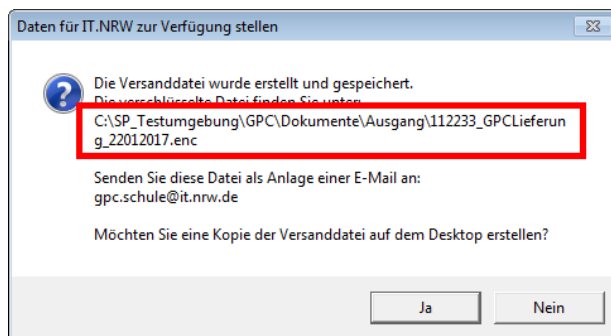 Daten für IT.NRW zur Verfügung stellen
Die Versanddatei wurde erstellt und gespeichert.
Die verschlüsselte Datei finden Sie unter:
C:\SP_Testumgebung\GPC\Dokumente\Ausgang\112233_GPCLieferun
g_22012017.enc
Senden Sie diese Datei als Anlage einer E-Mail an:
gpc.schule@it.nrw.de
Möchten Sie eine Kopie der Versanddatei auf dem Desktop erstellen?
Ja
Nein